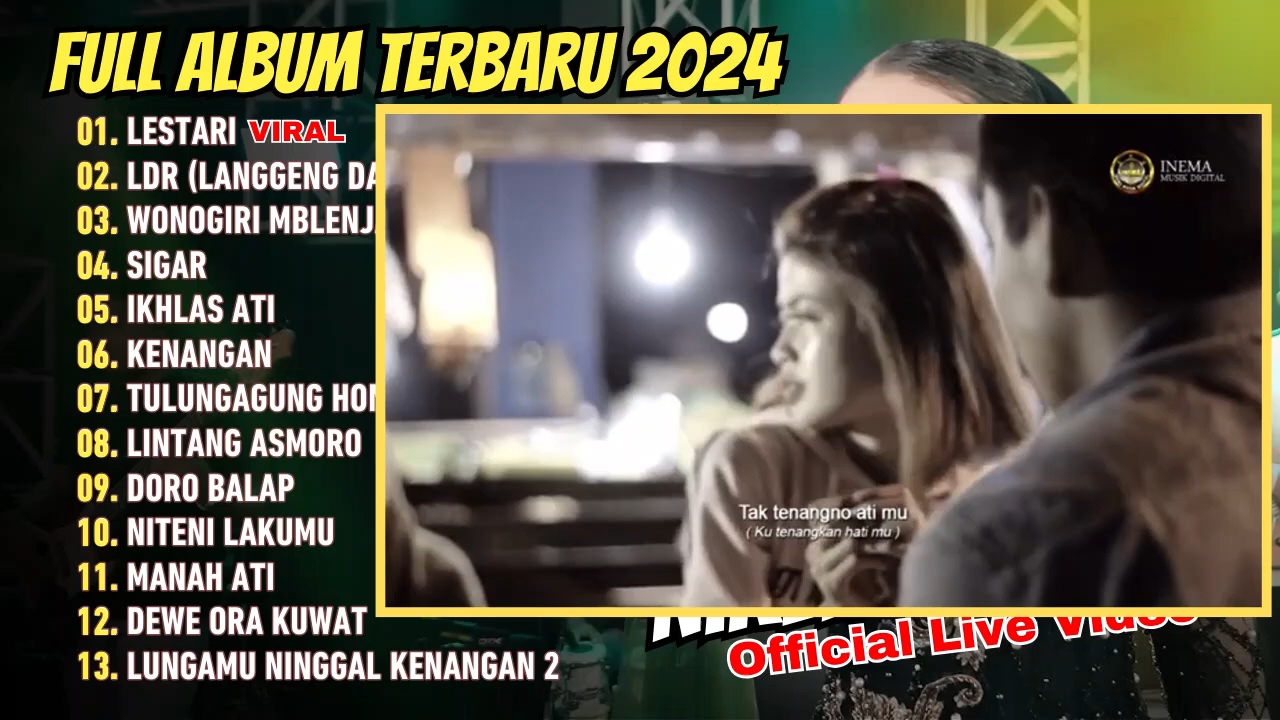 FULL ALBUM TERBARU 2024
01. LESTARI VIRAL
02. LDR (LANGGENG DA
03. WONOGIRI MBLENJ
04. SIGAR
05. IKHLAS ATI
06. KENANGAN
07. TULUNGAGUNG HO
08. LINTANG ASMORO
09. DORO BALAP
10. NITENI LAKUMU
11. MANAH ATI
12. DEWE ORA KUWAT
13. LUNGAMU NINGGAL KENANGAN 2
INEMA
MUSIK DIGITAL
Tak tenangno ati mu
( Ku tenangkan hati mu )
Official Live Video